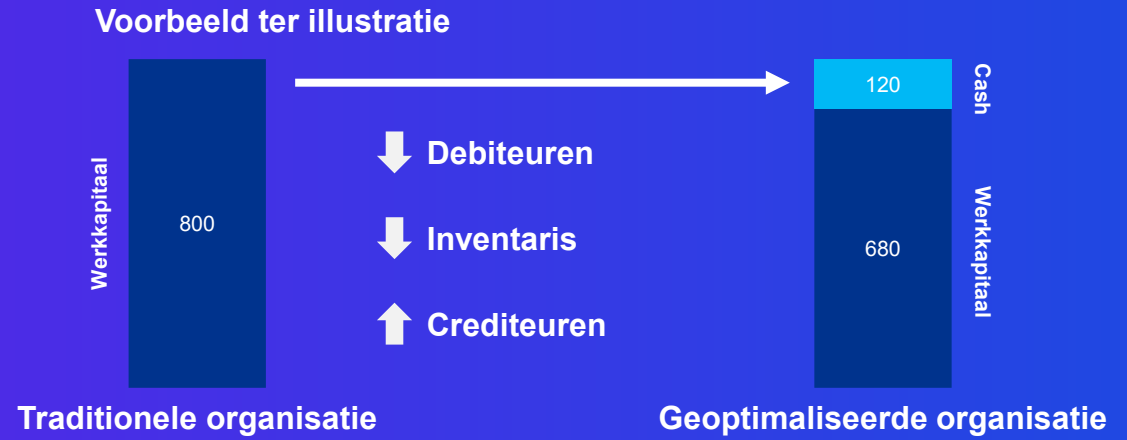 Voorbeeld ter illustratie
Werkkapitaal
800
Debiteuren
Inventaris
Crediteuren
120
Cash
680
Werkkapitaal
Traditionele organisatie
Geoptimaliseerde organisatie